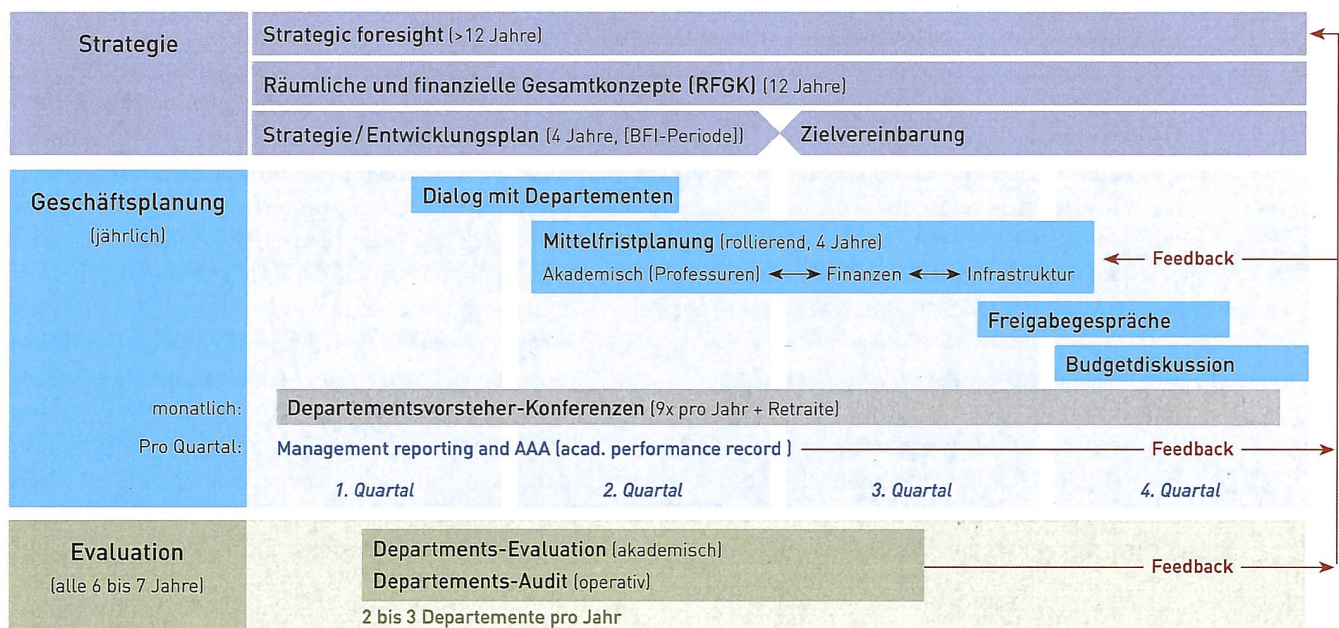 Strategie
Strategic foresight (>12 Jahre)
Räumliche und finanzielle Gesamtkonzepte (RFGK) (12 Jahre)
Strategie/Entwicklungsplan (4 Jahre, [BFI-Periode]) Zielvereinbarung
Geschäftsplanung
(jährlich)
Dialog mit Departementen
Mittelfristplanung (rollierend, 4 Jahre)
Akademisch (Professuren) Finanzen Infrastruktur
Feedback
Freigabegespräche
Budgetdiskussion
monatlich: Departementsvorsteher-Konferenzen (9x pro Jahr + Retraite)
Pro Quartal: Management reporting and AAA (acad. performance record ) Feedback
1. Quartal 2. Quartal 3. Quartal 4. Quartal
Evaluation
(alle 6 bis 7 Jahre)
Departments-Evaluation (akademisch)
Departements-Audit (operativ)
Feedback
2 bis 3 Departemente pro Jahr